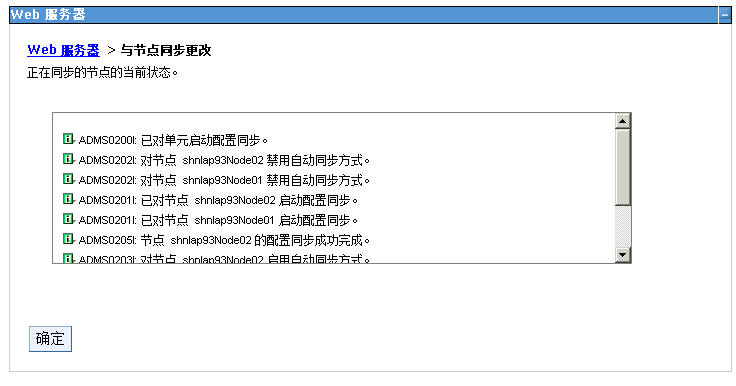 Web 服务器
Web 服务器 > 与节点同步更改
正在同步的节点的当前状态。
ADMS0200I: 已对单元启动配置同步。
ADMS0202I: 对节点 shnlap93Node02 禁用自动同步方式。
ADMS0202I: 对节点 shnlap93Node01 禁用自动同步方式。
ADMS0201I: 已对节点 shnlap93Node02 启动配置同步。
ADMS0201I: 已对节点 shnlap93Node01 启动配置同步。
ADMS0205I: 节点 shnlap93Node02 的配置同步成功完成。
ADMS0203I: 对节点 shnlap93Node02 启用自动同步方式。
确定